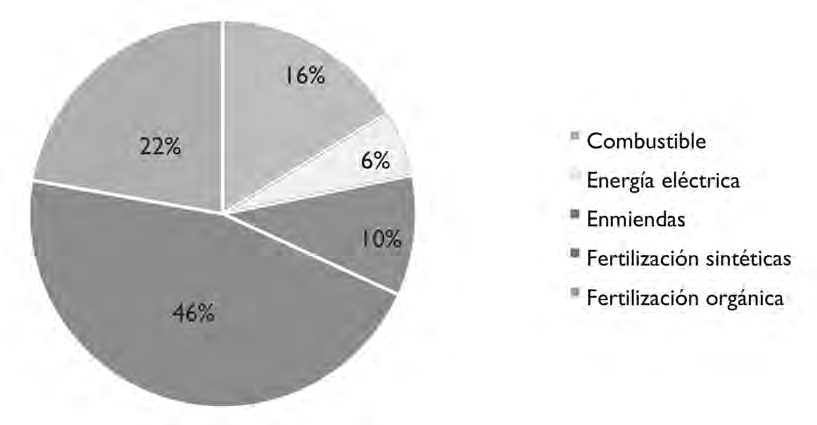 16%
22%
6%
10%
46%
Combustible
Energía eléctrica
Enmiendas
Fertilización sintéticas
Fertilización orgánica